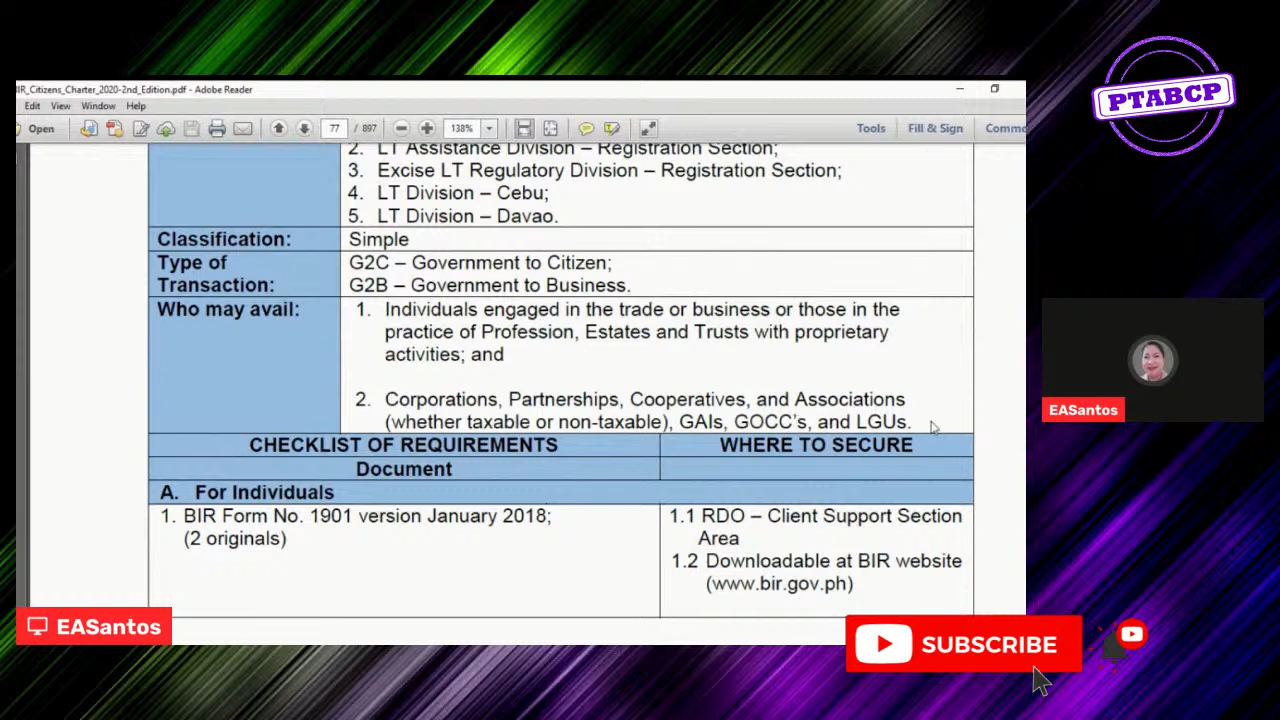 PTABCP
BIR_Citizens_Charter_2020-2nd_Edition.pdf - Adobe Reader
Edit View Window Help
Open 77 / 897 138% Tools Fill & Sign
2. LT Assistance Division – Registration Section;
3. Excise LT Regulatory Division – Registration Section;
4. LT Division – Cebu;
5. LT Division – Davao.
Classification: Simple
Type of G2C – Government to Citizen;
Transaction: G2B – Government to Business.
Who may avail: 1. Individuals engaged in the trade or business or those in the
practice of Profession, Estates and Trusts with proprietary
activities; and
2. Corporations, Partnerships, Cooperatives, and Associations
(whether taxable or non-taxable), GAIs, GOCC's, and LGUs.
CHECKLIST OF REQUIREMENTS WHERE TO SECURE
Document
A. For Individuals
1. BIR Form No. 1901 version January 2018;
(2 originals)
1.1 RDO – Client Support Section
Area
1.2 Downloadable at BIR website
(www.bir.gov.ph)
EASantos
EASantos
SUBSCRIBE